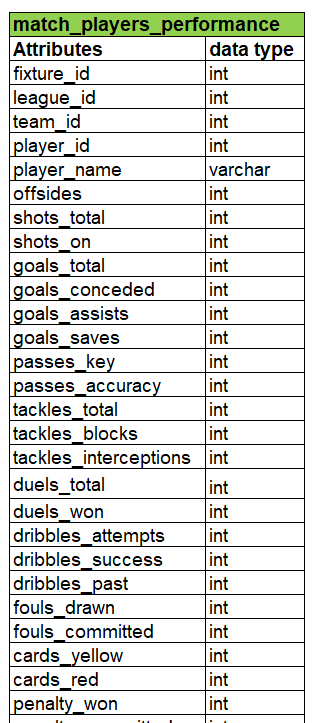 match_players_performance
Attributes data type
fixture_id int
league_id int
team_id int
player_id int
player_name varchar
offsides int
shots_total int
shots_on int
goals_total int
goals_conceded int
goals_assists int
goals_saves int
passes_key int
passes_accuracy int
tackles_total int
tackles_blocks int
tackles_interceptions int
duels_total int
duels_won int
dribbles_attempts int
dribbles_success int
dribbles_past int
fouls_drawn int
fouls_committed int
cards_yellow int
cards_red int
penalty_won int